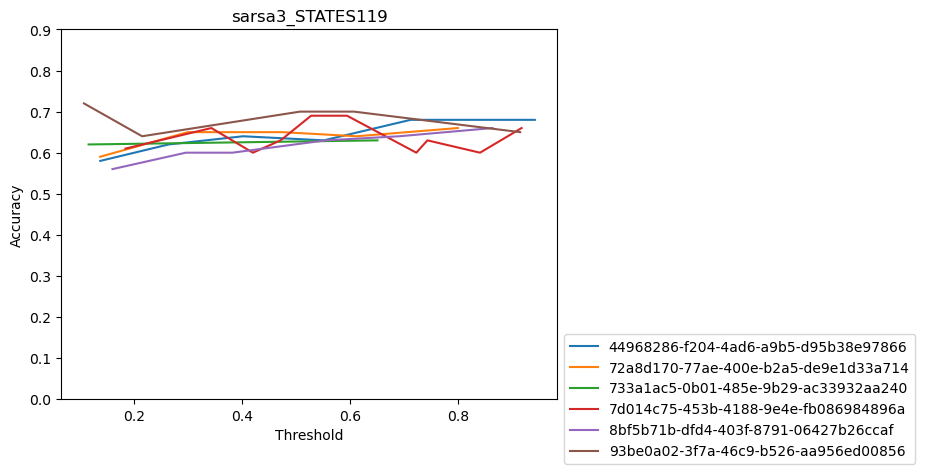 sarsa3_STATES119
0.9
0.8
0.7
0.6
0.5
0.4
0.3
0.2
0.1
0.0
Accuracy
0.2 0.4 0.6 0.8
Threshold
44968286-f204-4ad6-a9b5-d95b38e97866
72a8d170-77ae-400e-b2a5-de9e1d33a714
733a1ac5-0b01-485e-9b29-ac33932aa240
7d014c75-453b-4188-9e4e-fb086984896a
8bf5b71b-dfd4-403f-8791-06427b26ccaf
93be0a02-3f7a-46c9-b526-aa956ed00856